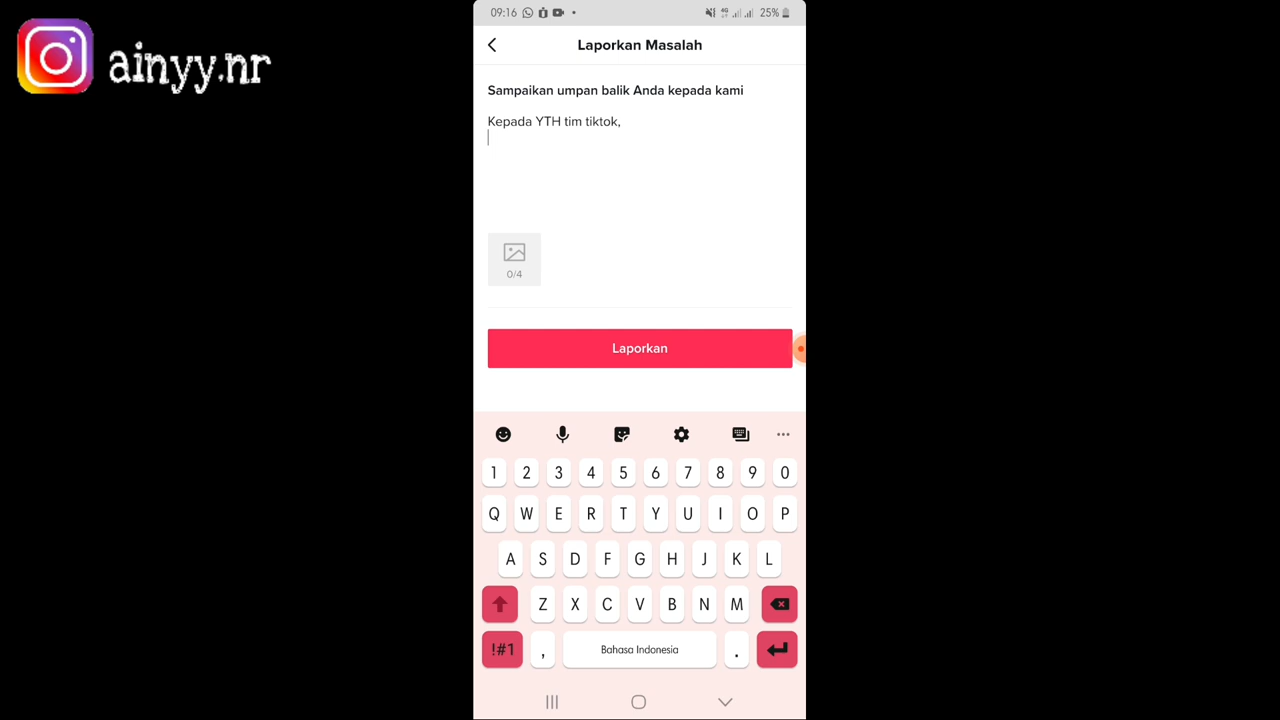 ainyy.nr
09:16 4G 25%
Laporkan Masalah
Sampaikan umpan balik Anda kepada kami
Kepada YTH tim tiktok,
0/4
Laporkan
1 2 3 4 5 6 7 8 9 0
Q W E R T Y U I O P
A S D F G H J K L
Z X C V B N M
!#1 , Bahasa Indonesia .